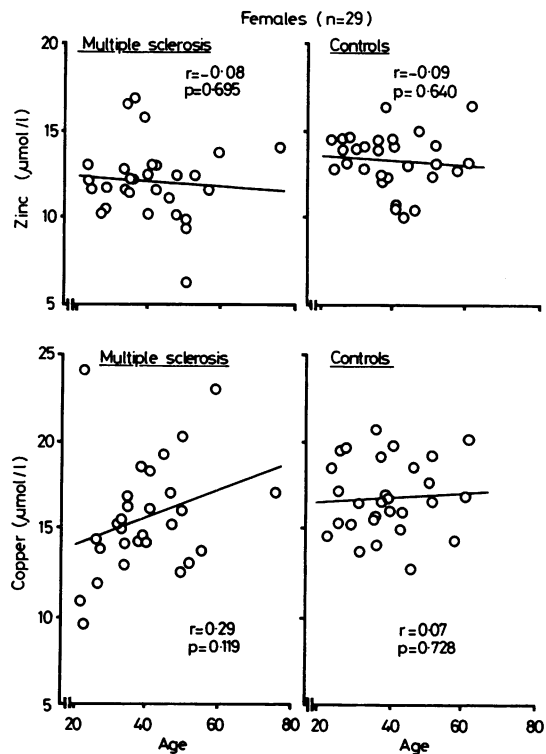 Females (n=29)
Multiple sclerosis
r=-0·08
p=0·695
Controls
r=-0·09
p=0·640
20
15
10
5
Zinc (μmol/l)
Multiple sclerosis
r=0·29
p=0·119
Controls
r=0·07
p=0·728
25
20
15
10
5
Copper (μmol/l)
20 40 60 80
Age
20 40 60 80
Age